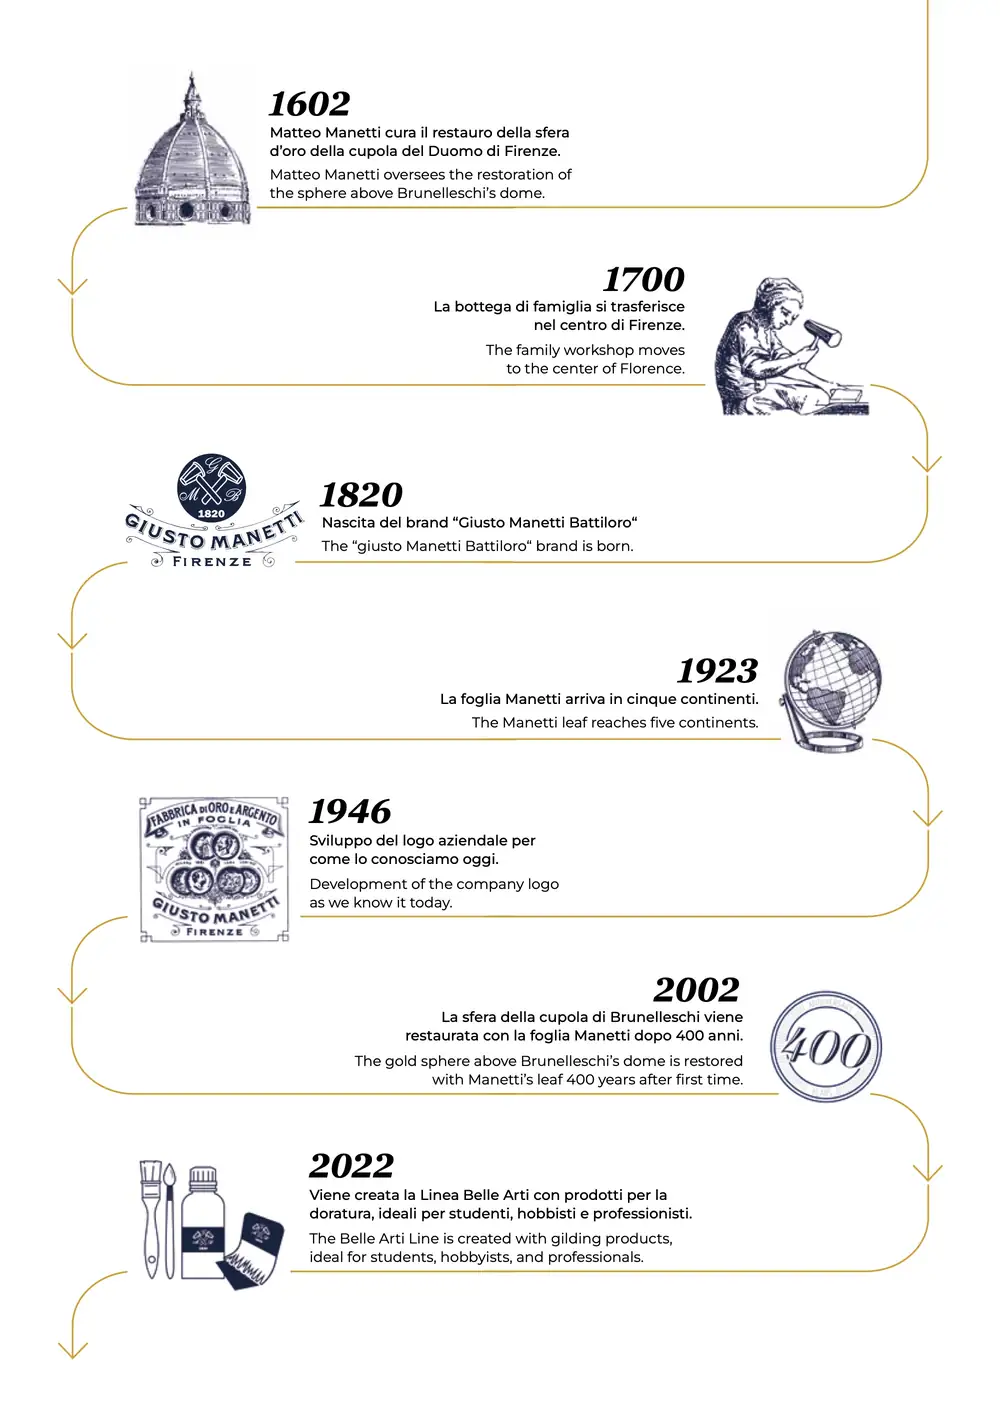 1602
Matteo Manetti cura il restauro della sfera
d’oro della cupola del Duomo di Firenze.
Matteo Manetti oversees the restoration of
the sphere above Brunelleschi’s dome.
1700
La bottega di famiglia si trasferisce
nel centro di Firenze.
The family workshop moves
to the center of Florence.
G
M B
1820
GIUSTO MANETTI
FIRENZE
1820
Nascita del brand “Giusto Manetti Battiloro“
The “giusto Manetti Battiloro“ brand is born.
1923
La foglia Manetti arriva in cinque continenti.
The Manetti leaf reaches five continents.
FABBRICA DI ORO E ARGENTO
IN FOGLIA
GIUSTO MANETTI
FIRENZE
1946
Sviluppo del logo aziendale per
come lo conosciamo oggi.
Development of the company logo
as we know it today.
2002
La sfera della cupola di Brunelleschi viene
restaurata con la foglia Manetti dopo 400 anni.
The gold sphere above Brunelleschi’s dome is restored
with Manetti’s leaf 400 years after first time.
400
2022
Viene creata la Linea Belle Arti con prodotti per la
doratura, ideali per studenti, hobbisti e professionisti.
The Belle Arti Line is created with gilding products,
ideal for students, hobbyists, and professionals.